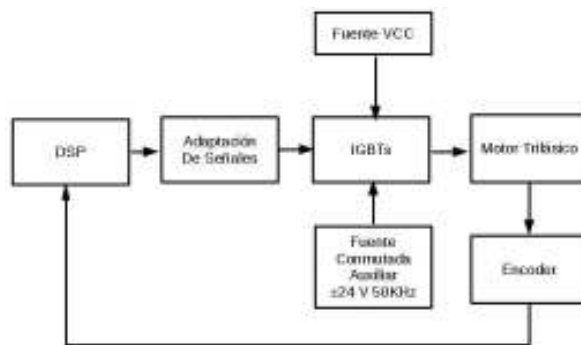 Fuente VCC
DSP
Adaptación
De Señales
IGBTs
Motor Trifásico
Fuente
Conmutada
Auxiliar
±24 V 50KHz
Encoder